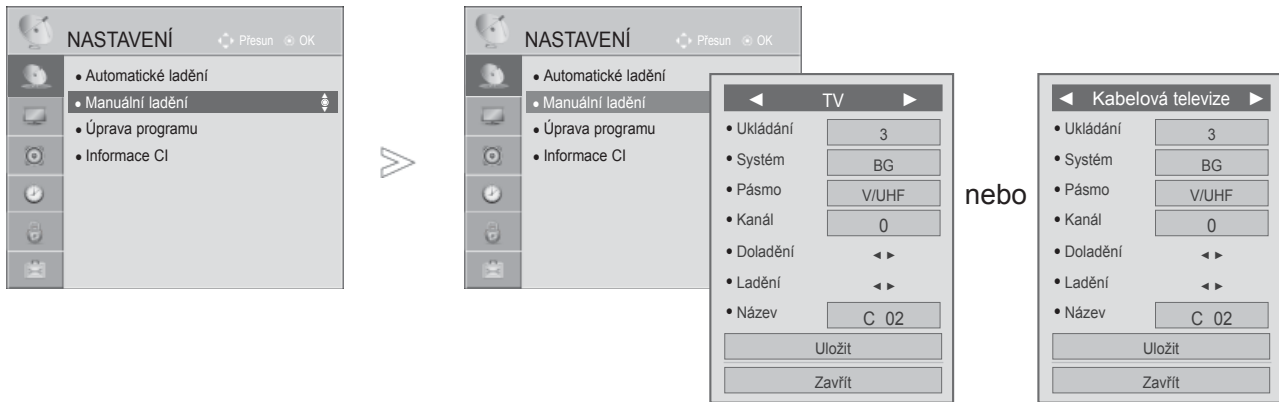 NASTAVENÍ Přesun OK
• Automatické ladění
• Manuální ladění
• Úprava programu
• Informace CI
NASTAVENÍ Přesun OK
• Automatické ladění
• Manuální ladění
• Úprava programu
• Informace CI
◄ TV ►
• Ukládání 3
• Systém BG
• Pásmo V/UHF
• Kanál 0
• Doladění ◄ ►
• Ladění ◄ ►
• Název C 02
Uložit
Zavřít
nebo
◄ Kabelová televize ►
• Ukládání 3
• Systém BG
• Pásmo V/UHF
• Kanál 0
• Doladění ◄ ►
• Ladění ◄ ►
• Název C 02
Uložit
Zavřít